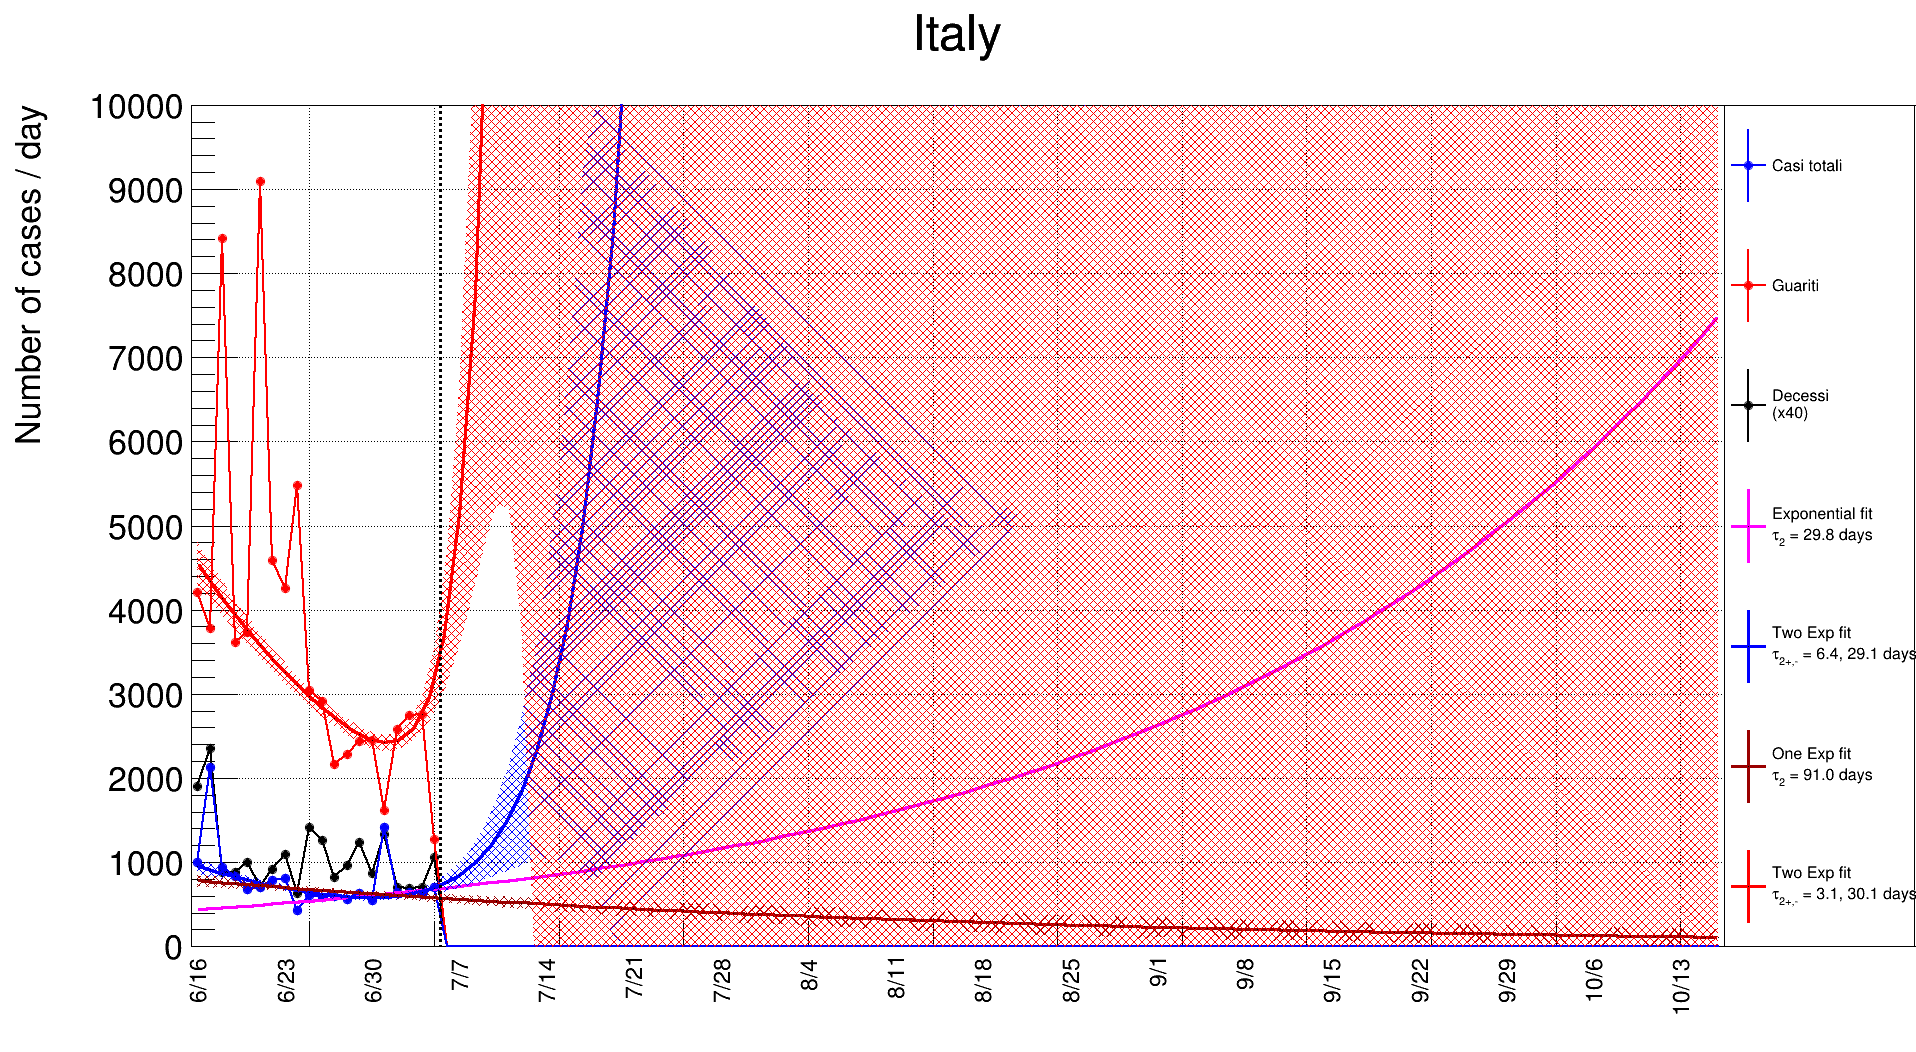 Italy
Number of cases / day
10000
9000
8000
7000
6000
5000
4000
3000
2000
1000
0
6/16
6/23
6/30
7/7
7/14
7/21
7/28
8/4
8/11
8/18
8/25
9/1
9/8
9/15
9/22
9/29
10/6
10/13
Casi totali
Guariti
Decessi
(x40)
Exponential fit
τ2 = 29.8 days
Two Exp fit
τ2+,- = 6.4, 29.1 days
One Exp fit
τ2 = 91.0 days
Two Exp fit
τ2+,- = 3.1, 30.1 days